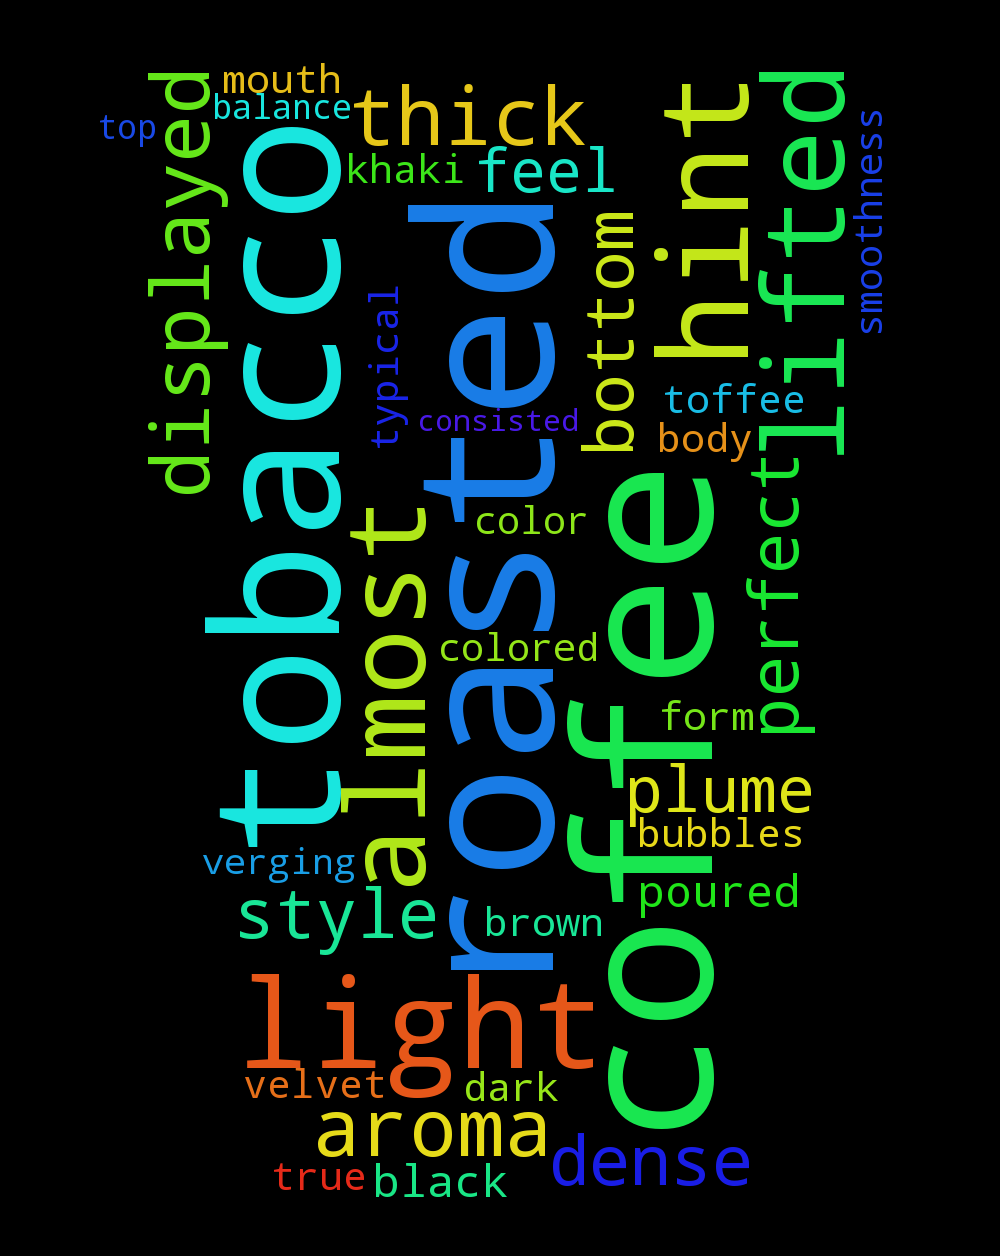 mouth
balance
top
displayed
thick
khaki
feel
tobacco
roasted
hint
lifted
smoothness
bottom
typical
consisted
toffee
body
perfect
color
almost
coffee
colored
form
plume
bubbles
verging
poured
style
brown
light
velvet
dark
aroma
dense
true
black